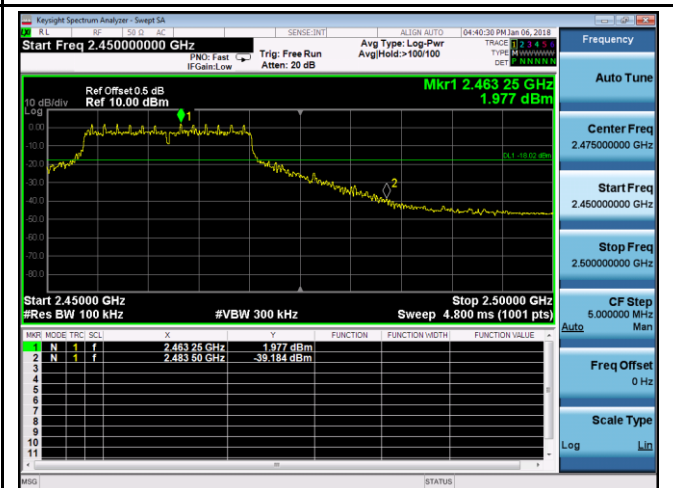 Keysight Spectrum Analyzer - Swept SA
RL RF 50 Ω AC SENSE:INT ALIGN AUTO 04:40:30 PM Jan 06, 2018
Start Freq 2.450000000 GHz
PNO: Fast
IFGain:Low
Trig: Free Run
Atten: 20 dB
Avg Type: Log-Pwr
Avg|Hold:>100/100
TRACE 1 2 3 4 5 6
TYPE M W W W W W
DET P N N N N N
Ref Offset 0.5 dB
10 dB/div Ref 10.00 dBm
Log
Mkr1 2.463 25 GHz
1.977 dBm
1
0.00
-10.0
DL1 -18.02 dBm
-20.0
-30.0
2
-40.0
-50.0
-60.0
-70.0
-80.0
Start 2.45000 GHz Stop 2.50000 GHz
#Res BW 100 kHz #VBW 300 kHz Sweep 4.800 ms (1001 pts)
MKR MODE TRC SCL X Y FUNCTION FUNCTION WIDTH FUNCTION VALUE
1 N 1 f 2.463 25 GHz 1.977 dBm
2 N 1 f 2.483 50 GHz -39.184 dBm
3
4
5
6
7
8
9
10
11
MSG STATUS
Frequency
Auto Tune
Center Freq
2.475000000 GHz
Start Freq
2.450000000 GHz
Stop Freq
2.500000000 GHz
CF Step
5.000000 MHz
Auto Man
Freq Offset
0 Hz
Scale Type
Log Lin